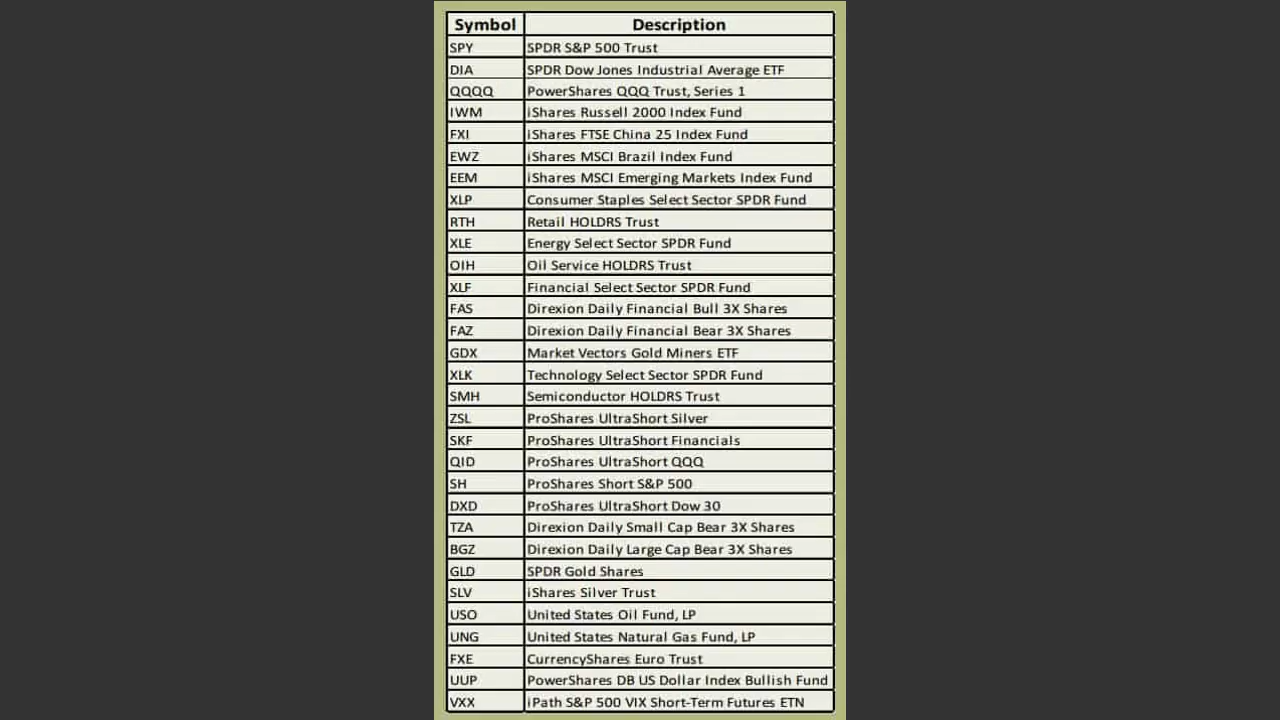 Symbol Description
SPY SPDR S&P 500 Trust
DIA SPDR Dow Jones Industrial Average ETF
QQQQ PowerShares QQQ Trust, Series 1
IWM iShares Russell 2000 Index Fund
FXI iShares FTSE China 25 Index Fund
EWZ iShares MSCI Brazil Index Fund
EEM iShares MSCI Emerging Markets Index Fund
XLP Consumer Staples Select Sector SPDR Fund
RTH Retail HOLDRS Trust
XLE Energy Select Sector SPDR Fund
OIH Oil Service HOLDRS Trust
XLF Financial Select Sector SPDR Fund
FAS Direxion Daily Financial Bull 3X Shares
FAZ Direxion Daily Financial Bear 3X Shares
GDX Market Vectors Gold Miners ETF
XLK Technology Select Sector SPDR Fund
SMH Semiconductor HOLDRS Trust
ZSL ProShares UltraShort Silver
SKF ProShares UltraShort Financials
QID ProShares UltraShort QQQ
SH ProShares Short S&P 500
DXD ProShares UltraShort Dow 30
TZA Direxion Daily Small Cap Bear 3X Shares
BGZ Direxion Daily Large Cap Bear 3X Shares
GLD SPDR Gold Shares
SLV iShares Silver Trust
USO United States Oil Fund, LP
UNG United States Natural Gas Fund, LP
FXE CurrencyShares Euro Trust
UUP PowerShares DB US Dollar Index Bullish Fund
VXX iPath S&P 500 VIX Short-Term Futures ETN